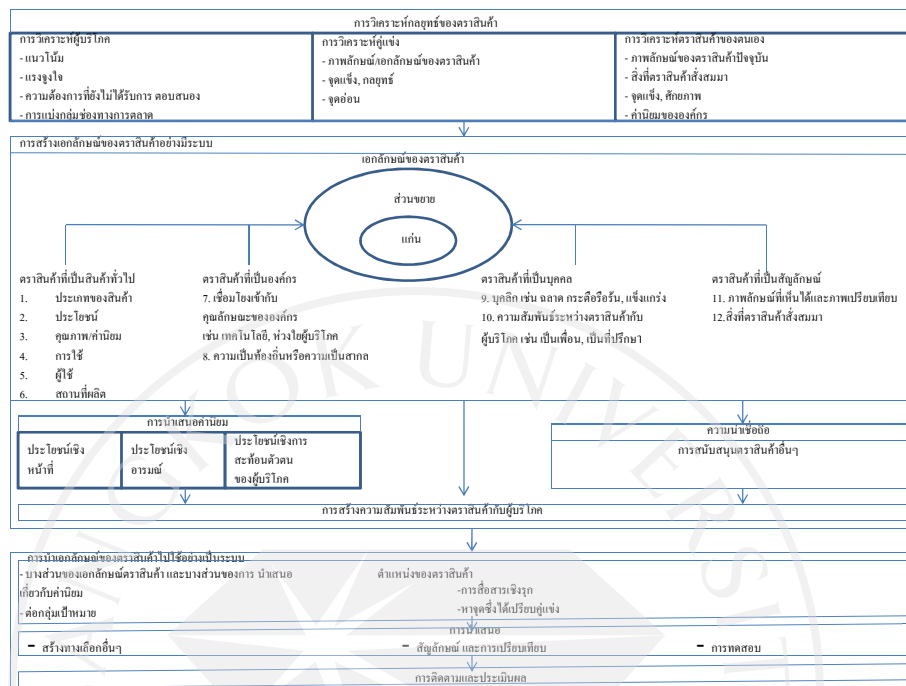 การวิเคราะห์กลยุทธ์ของตราสินค้า
การวิเคราะห์ผู้บริโภค
- แนวโน้ม
- แรงจูงใจ
- ความต้องการที่ยังไม่ได้รับการ ตอบสนอง
- การแบ่งกลุ่มช่องทางการตลาด
การวิเคราะห์คู่แข่ง
- ภาพลักษณ์/เอกลักษณ์ของตราสินค้า
- จุดแข็ง, กลยุทธ์
- จุดอ่อน
การวิเคราะห์ตราสินค้าของตนเอง
- ภาพลักษณ์ของตราสินค้าปัจจุบัน
- สิ่งที่ตราสินค้าสั่งสมมา
- จุดแข็ง, ศักยภาพ
- ค่านิยมขององค์กร
การสร้างเอกลักษณ์ของตราสินค้าอย่างมีระบบ
เอกลักษณ์ของตราสินค้า
ส่วนขยาย
แก่น
ตราสินค้าที่เป็นสินค้าทั่วไป
1. ประเภทของสินค้า
2. ประโยชน์
3. คุณภาพ/ค่านิยม
4. การใช้
5. ผู้ใช้
6. สถานที่ผลิต
ตราสินค้าที่เป็นองค์กร
7. เชื่อมโยงเข้ากับ
คุณลักษณะขององค์กร
เช่น เทคโนโลยี, ห่วงใยผู้บริโภค
8. ความเป็นท้องถิ่นหรือความเป็นสากล
ตราสินค้าที่เป็นบุคคล
9. บุคลิก เช่น ฉลาด กระตือรือร้น, แข็งแกร่ง
10. ความสัมพันธ์ระหว่างตราสินค้ากับ
ผู้บริโภค เช่น เป็นเพื่อน, เป็นที่ปรึกษา
ตราสินค้าที่เป็นสัญลักษณ์
11. ภาพลักษณ์ที่เห็นได้และภาพเปรียบเทียบ
12.สิ่งที่ตราสินค้าสั่งสมมา
การนำเสนอค่านิยม
ประโยชน์เชิง
หน้าที่
ประโยชน์เชิง
อารมณ์
ประโยชน์เชิงการ
สะท้อนตัวตน
ของผู้บริโภค
ความน่าเชื่อถือ
การสนับสนุนตราสินค้าอื่นๆ
การสร้างความสัมพันธ์ระหว่างตราสินค้ากับผู้บริโภค
การนำเอกลักษณ์ของตราสินค้าไปใช้อย่างเป็นระบบ
- บางส่วนของเอกลักษณ์ตราสินค้า และบางส่วนของการ นำเสนอ
เกี่ยวกับค่านิยม
- ต่อกลุ่มเป้าหมาย
ตำแหน่งของตราสินค้า
-การสื่อสารเชิงรุก
-หาจุดซึ่งได้เปรียบคู่แข่ง
การนำเสนอ
- สร้างทางเลือกอื่นๆ
- สัญลักษณ์ และการเปรียบเทียบ
- การทดสอบ
การติดตามและประเมินผล
BANGKOK UNIVERSITY